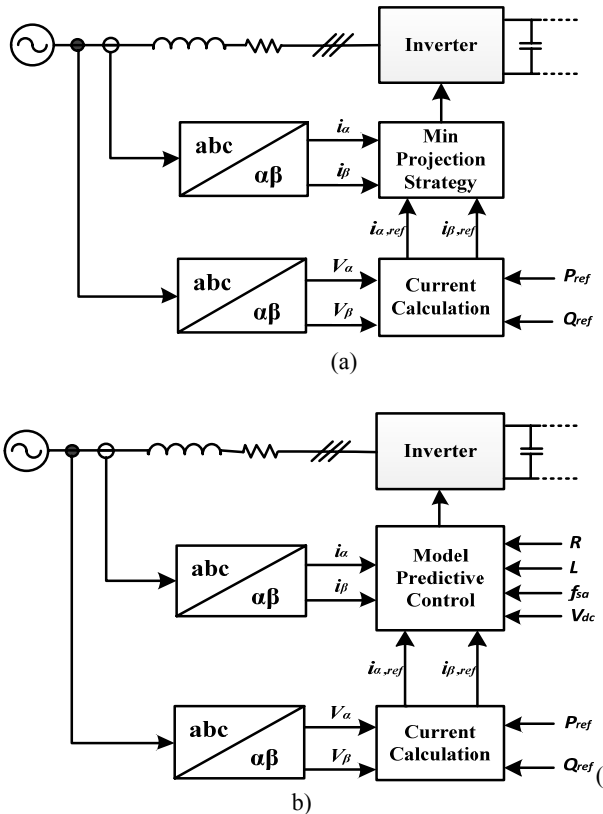 Inverter
abc
αβ
iα
iβ
Min
Projection
Strategy
iα,ref
iβ,ref
abc
αβ
Vα
Vβ
Current
Calculation
Pref
Qref
(a)
Inverter
abc
αβ
iα
iβ
Model
Predictive
Control
R
L
fsa
Vdc
iα,ref
iβ,ref
abc
αβ
Vα
Vβ
Current
Calculation
Pref
Qref
(
b)